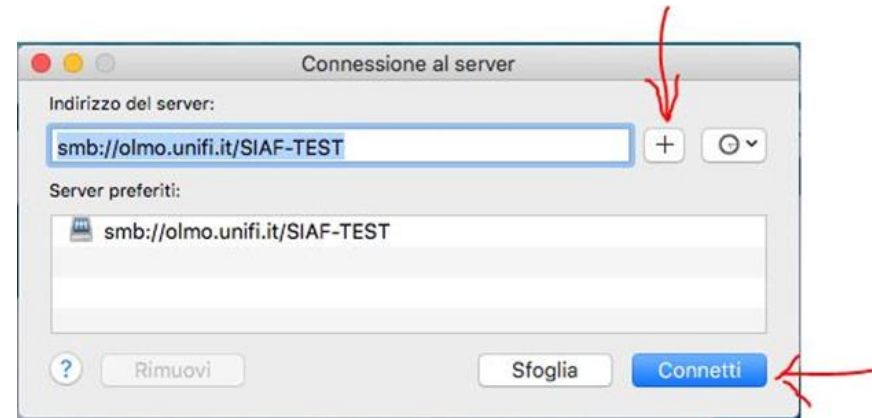 Connessione al server
Indirizzo del server:
smb://olmo.unifi.it/SIAF-TEST
Server preferiti:
smb://olmo.unifi.it/SIAF-TEST
? Rimuovi Sfoglia Connetti